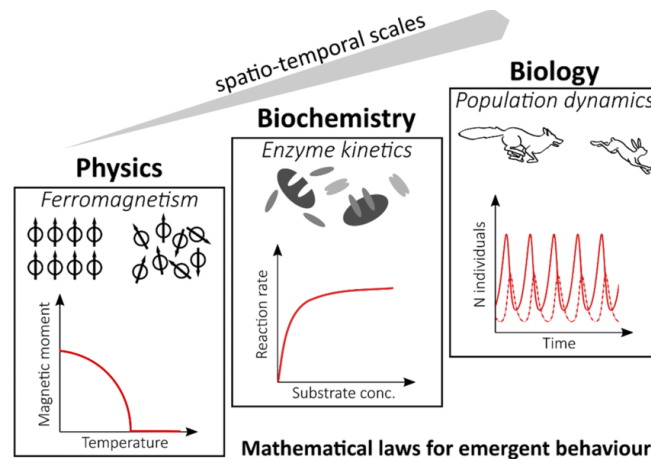 spatio-temporal scales
Physics
Ferromagnetism
Magnetic moment
Temperature
Biochemistry
Enzyme kinetics
Reaction rate
Substrate conc.
Biology
Population dynamics
N individuals
Time
Mathematical laws for emergent behaviour